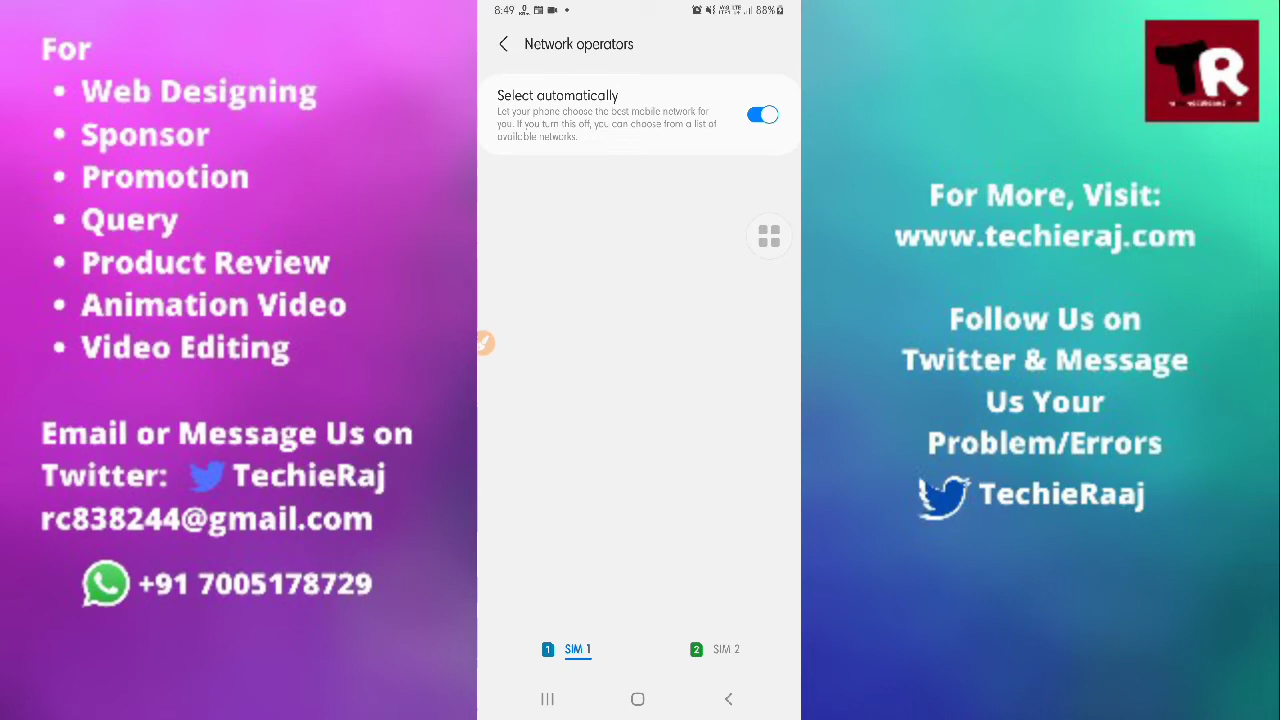 For
• Web Designing
• Sponsor
• Promotion
• Query
• Product Review
• Animation Video
• Video Editing
Email or Message Us on
Twitter: TechieRaj
rc838244@gmail.com
+91 7005178729
8:49
88%
Network operators
Select automatically
Let your phone choose the best mobile network for
you. If you turn this off, you can choose from a list of
available networks.
1 SIM 1
2 SIM 2
TR
For More, Visit:
www.techieraj.com
Follow Us on
Twitter & Message
Us Your
Problem/Errors
TechieRaaj